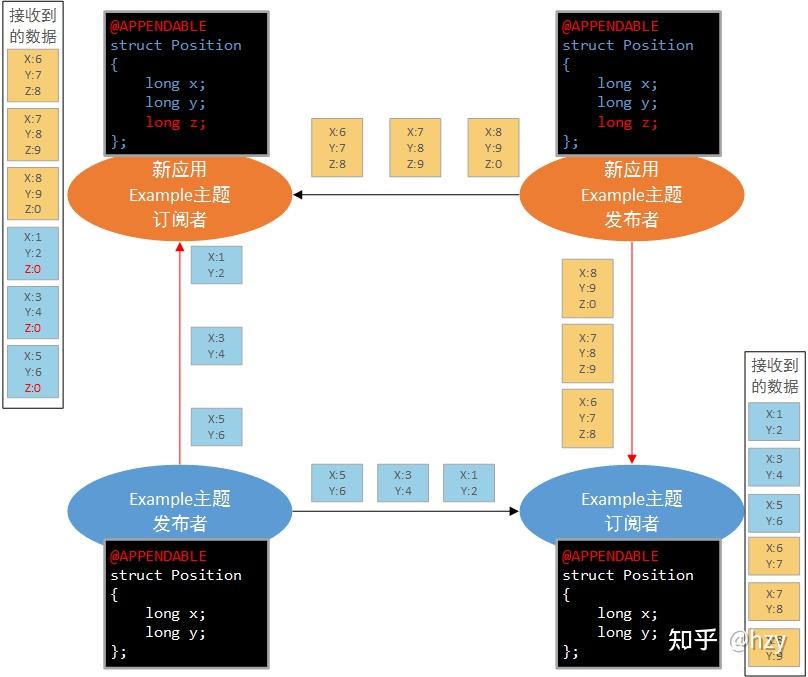 接收到
的数据
X:6
Y:7
Z:8
X:7
Y:8
Z:9
X:8
Y:9
Z:0
X:1
Y:2
Z:0
X:3
Y:4
Z:0
X:5
Y:6
Z:0
@APPENDABLE
struct Position
{
long x;
long y;
long z;
};
新应用
Example主题
订阅者
X:6
Y:7
Z:8
X:7
Y:8
Z:9
X:8
Y:9
Z:0
@APPENDABLE
struct Position
{
long x;
long y;
long z;
};
新应用
Example主题
发布者
X:1
Y:2
X:3
Y:4
X:5
Y:6
X:8
Y:9
Z:0
X:7
Y:8
Z:9
X:6
Y:7
Z:8
Example主题
发布者
@APPENDABLE
struct Position
{
long x;
long y;
};
X:5
Y:6
X:3
Y:4
X:1
Y:2
Example主题
订阅者
@APPENDABLE
struct Position
{
long x;
long y;
};
接收到
的数据
X:1
Y:2
X:3
Y:4
X:5
Y:6
X:6
Y:7
X:7
Y:8
X:8
Y:9
知乎 @hzy